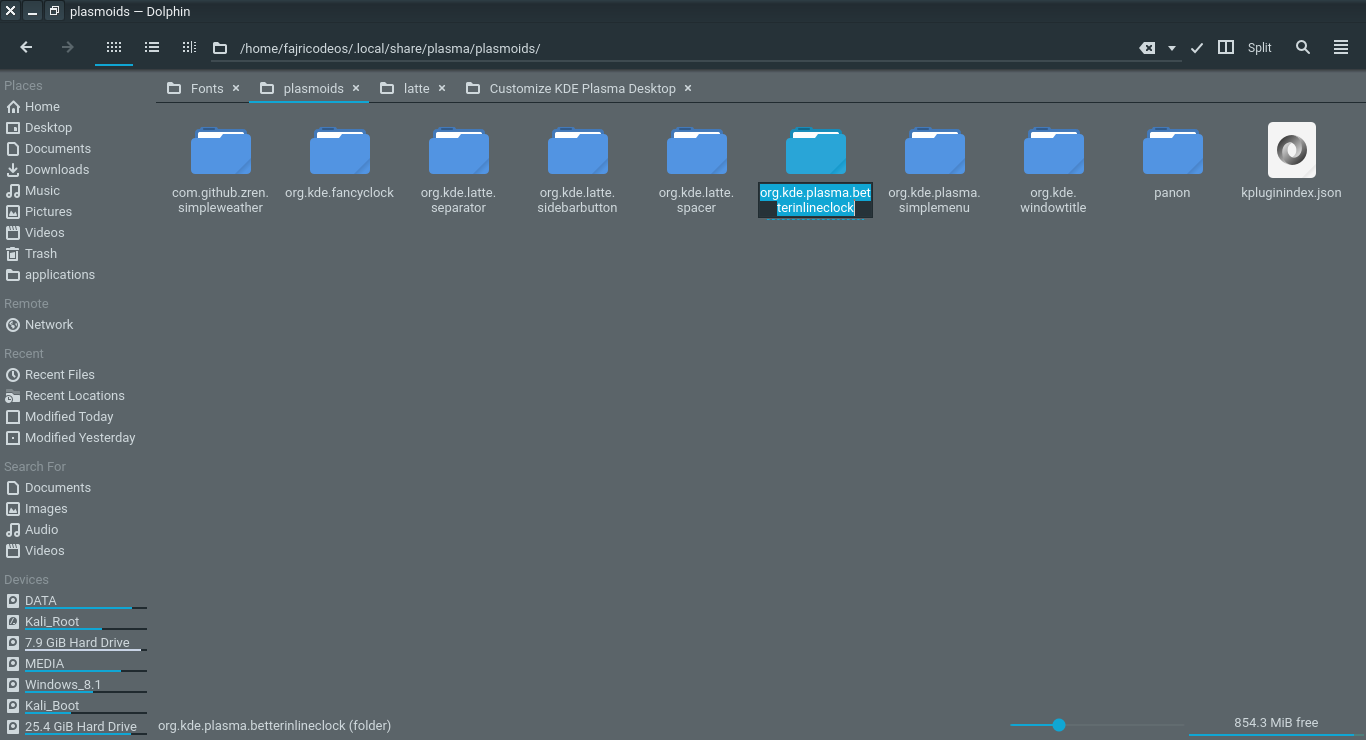 plasmoids — Dolphin
/home/fajricodeos/.local/share/plasma/plasmoids/
Split
Places
Home
Desktop
Documents
Downloads
Music
Pictures
Videos
Trash
applications
Remote
Network
Recent
Recent Files
Recent Locations
Modified Today
Modified Yesterday
Search For
Documents
Images
Audio
Videos
Devices
DATA
Kali_Root
7.9 GiB Hard Drive
MEDIA
Windows_8.1
Kali_Boot
25.4 GiB Hard Drive
Fonts
plasmoids
latte
Customize KDE Plasma Desktop
com.github.zren.
simpleweather
org.kde.fancyclock
org.kde.latte.
separator
org.kde.latte.
sidebarbutton
org.kde.latte.
spacer
org.kde.plasma.bet
terinlineclock
org.kde.plasma.
simplemenu
org.kde.
windowtitle
panon
kpluginindex.json
org.kde.plasma.betterinlineclock (folder)
854.3 MiB free